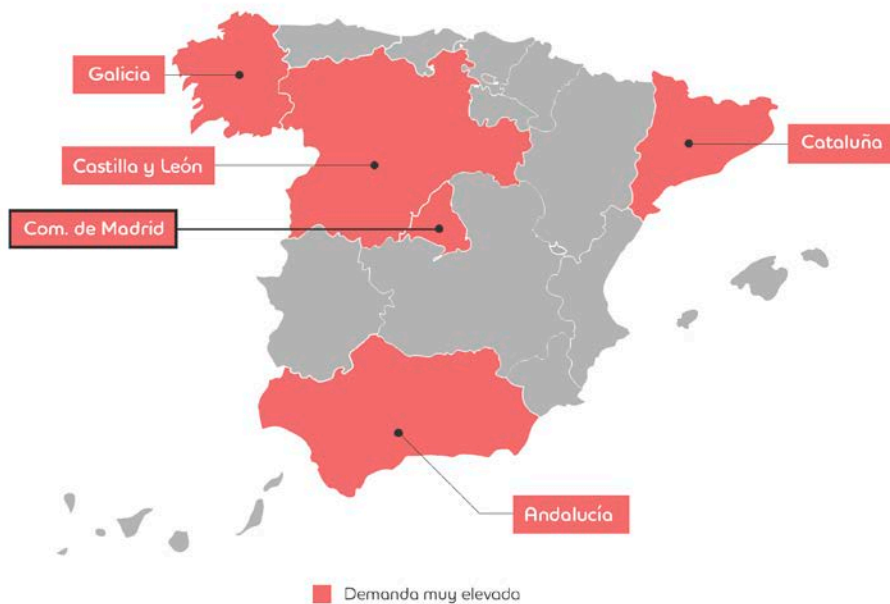 Galicia
Cataluña
Castilla y León
Com. de Madrid
Andalucía
Demanda muy elevada